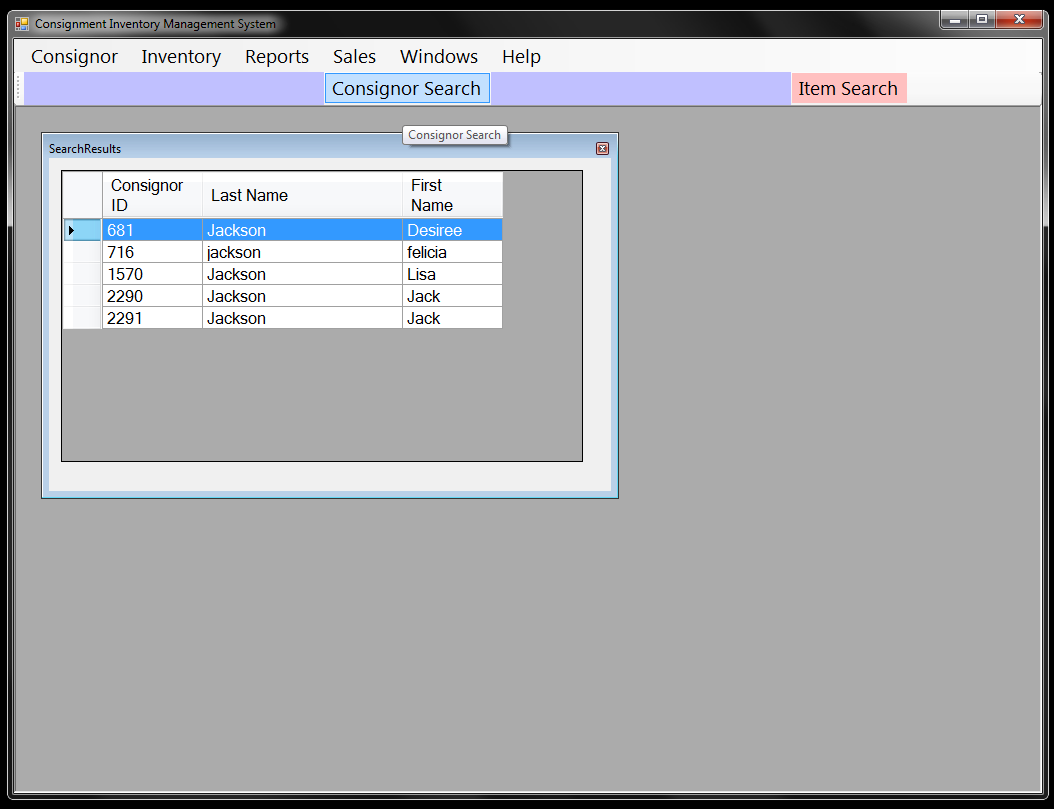 Consignment Inventory Management System
Consignor Inventory Reports Sales Windows Help
Consignor Search Item Search
Consignor Search
SearchResults
Consignor ID Last Name First Name
681 Jackson Desiree
716 jackson felicia
1570 Jackson Lisa
2290 Jackson Jack
2291 Jackson Jack